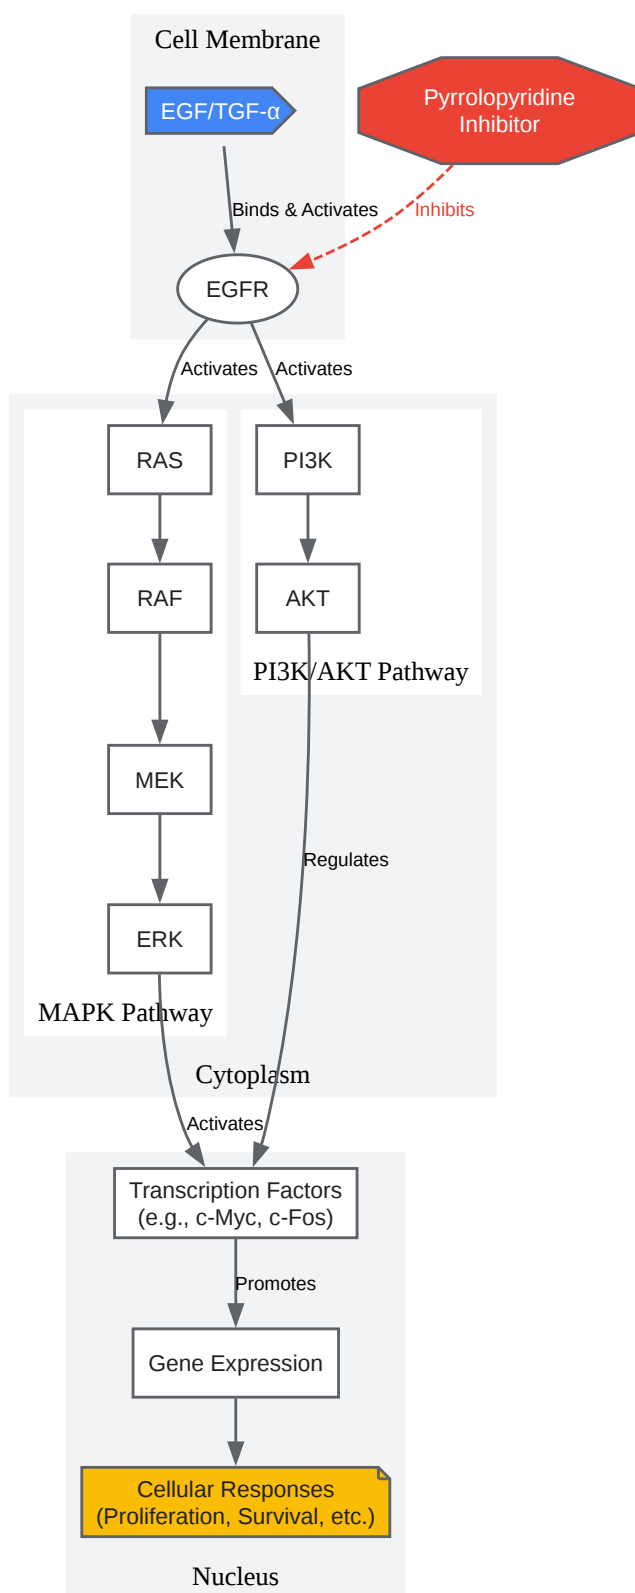 Cell Membrane
EGF/TGF-α
Pyrrolopyridine
Inhibitor
Binds & Activates
Inhibits
EGFR
Activates
Activates
RAS
PI3K
RAF
AKT
PI3K/AKT Pathway
MEK
Regulates
ERK
MAPK Pathway
Cytoplasm
Activates
Transcription Factors
(e.g., c-Myc, c-Fos)
Promotes
Gene Expression
Cellular Responses
(Proliferation, Survival, etc.)
Nucleus